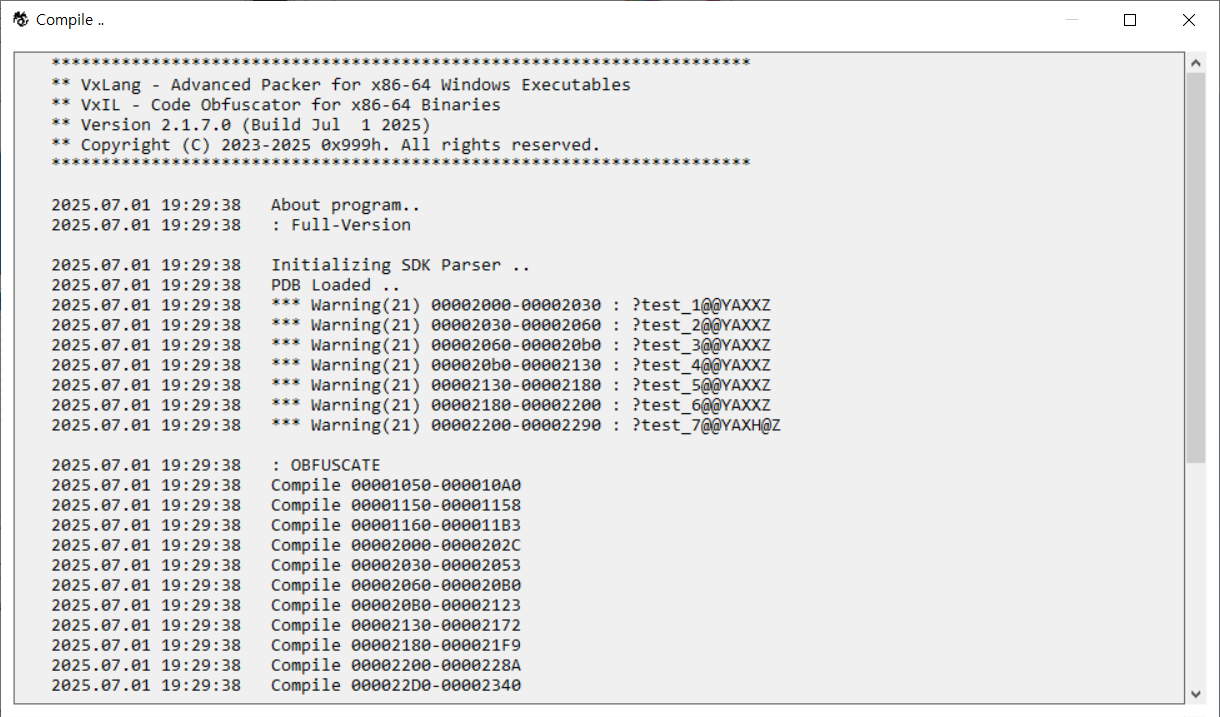 Compile ..
**********************************************************************
** VxLang - Advanced Packer for x86-64 Windows Executables
** VxIL - Code Obfuscator for x86-64 Binaries
** Version 2.1.7.0 (Build Jul  1 2025)
** Copyright (C) 2023-2025 0x999h. All rights reserved.
**********************************************************************
2025.07.01 19:29:38   About program..
2025.07.01 19:29:38   : Full-Version
2025.07.01 19:29:38   Initializing SDK Parser ..
2025.07.01 19:29:38   PDB Loaded ..
2025.07.01 19:29:38   *** Warning(21) 00002000-00002030 : ?test_1@@YAXXZ
2025.07.01 19:29:38   *** Warning(21) 00002030-00002060 : ?test_2@@YAXXZ
2025.07.01 19:29:38   *** Warning(21) 00002060-000020b0 : ?test_3@@YAXXZ
2025.07.01 19:29:38   *** Warning(21) 000020b0-00002130 : ?test_4@@YAXXZ
2025.07.01 19:29:38   *** Warning(21) 00002130-00002180 : ?test_5@@YAXXZ
2025.07.01 19:29:38   *** Warning(21) 00002180-00002200 : ?test_6@@YAXXZ
2025.07.01 19:29:38   *** Warning(21) 00002200-00002290 : ?test_7@@YAXH@Z
2025.07.01 19:29:38   : OBFUSCATE
2025.07.01 19:29:38   Compile 00001050-000010A0
2025.07.01 19:29:38   Compile 00001150-00001158
2025.07.01 19:29:38   Compile 00001160-000011B3
2025.07.01 19:29:38   Compile 00002000-0000202C
2025.07.01 19:29:38   Compile 00002030-00002053
2025.07.01 19:29:38   Compile 00002060-000020B0
2025.07.01 19:29:38   Compile 000020B0-00002123
2025.07.01 19:29:38   Compile 00002130-00002172
2025.07.01 19:29:38   Compile 00002180-000021F9
2025.07.01 19:29:38   Compile 00002200-0000228A
2025.07.01 19:29:38   Compile 000022D0-00002340